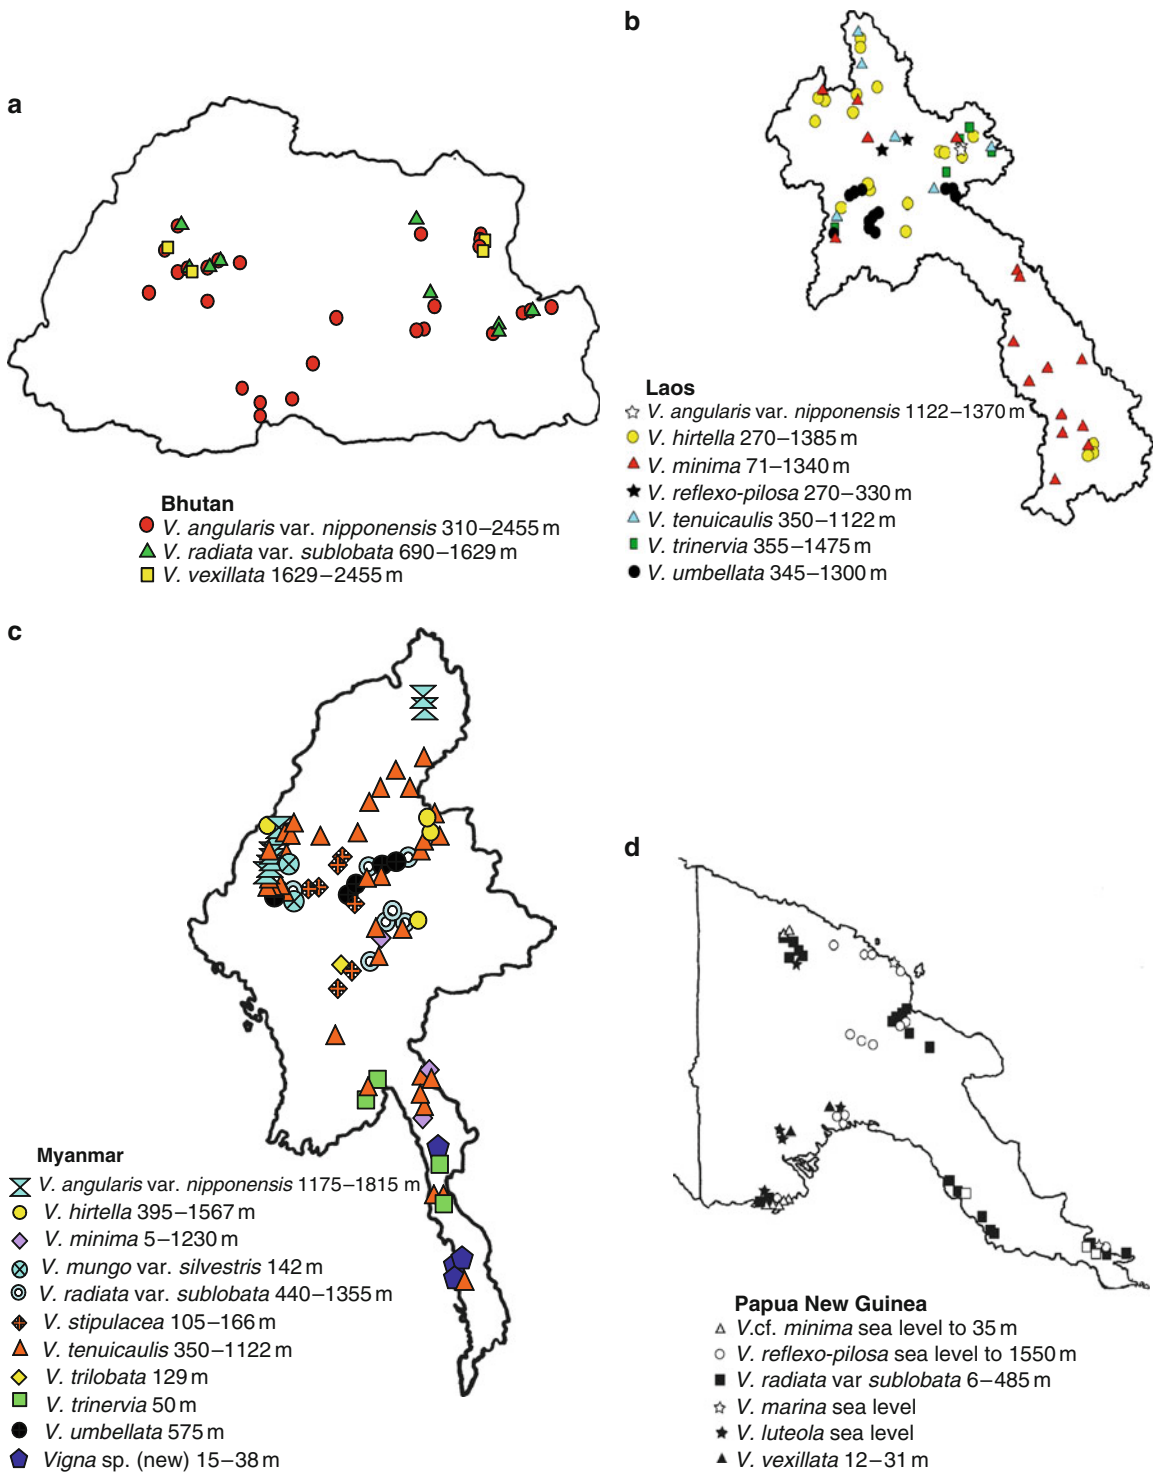 a
Bhutan
V. angularis var. nipponensis 310–2455 m
V. radiata var. sublobata 690–1629 m
V. vexillata 1629–2455 m
b
Laos
V. angularis var. nipponensis 1122–1370 m
V. hirtella 270–1385 m
V. minima 71–1340 m
V. reflexo-pilosa 270–330 m
V. tenuicaulis 350–1122 m
V. trinervia 355–1475 m
V. umbellata 345–1300 m
c
Myanmar
V. angularis var. nipponensis 1175–1815 m
V. hirtella 395–1567 m
V. minima 5–1230 m
V. mungo var. silvestris 142 m
V. radiata var. sublobata 440–1355 m
V. stipulacea 105–166 m
V. tenuicaulis 350–1122 m
V. trilobata 129 m
V. trinervia 50 m
V. umbellata 575 m
Vigna sp. (new) 15–38 m
d
Papua New Guinea
V.cf. minima sea level to 35 m
V. reflexo-pilosa sea level to 1550 m
V. radiata var sublobata 6–485 m
V. marina sea level
V. luteola sea level
V. vexillata 12–31 m